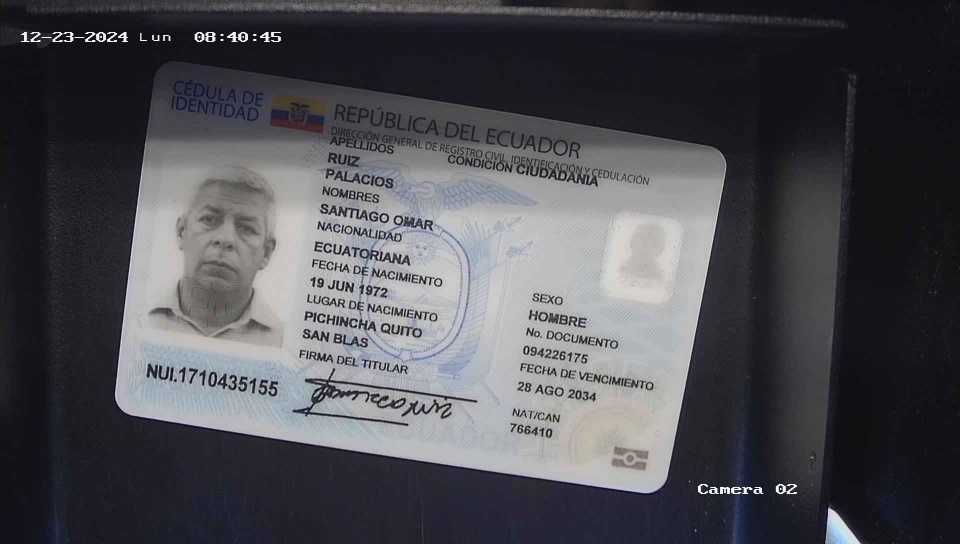 12-23-2024 Lun 08:40:45
CÉDULA DE
IDENTIDAD
REPÚBLICA DEL ECUADOR
DIRECCIÓN GENERAL DE REGISTRO CIVIL, IDENTIFICACIÓN Y CEDULACIÓN
APELLIDOS
CONDICIÓN CIUDADANÍA
RUIZ
PALACIOS
NOMBRES
SANTIAGO OMAR
NACIONALIDAD
ECUATORIANA
FECHA DE NACIMIENTO
19 JUN 1972
LUGAR DE NACIMIENTO
PICHINCHA QUITO
SAN BLAS
FIRMA DEL TITULAR
SEXO
HOMBRE
No. DOCUMENTO
094226175
FECHA DE VENCIMIENTO
28 AGO 2034
NAT/CAN
766410
NUI.1710435155
Camera 02